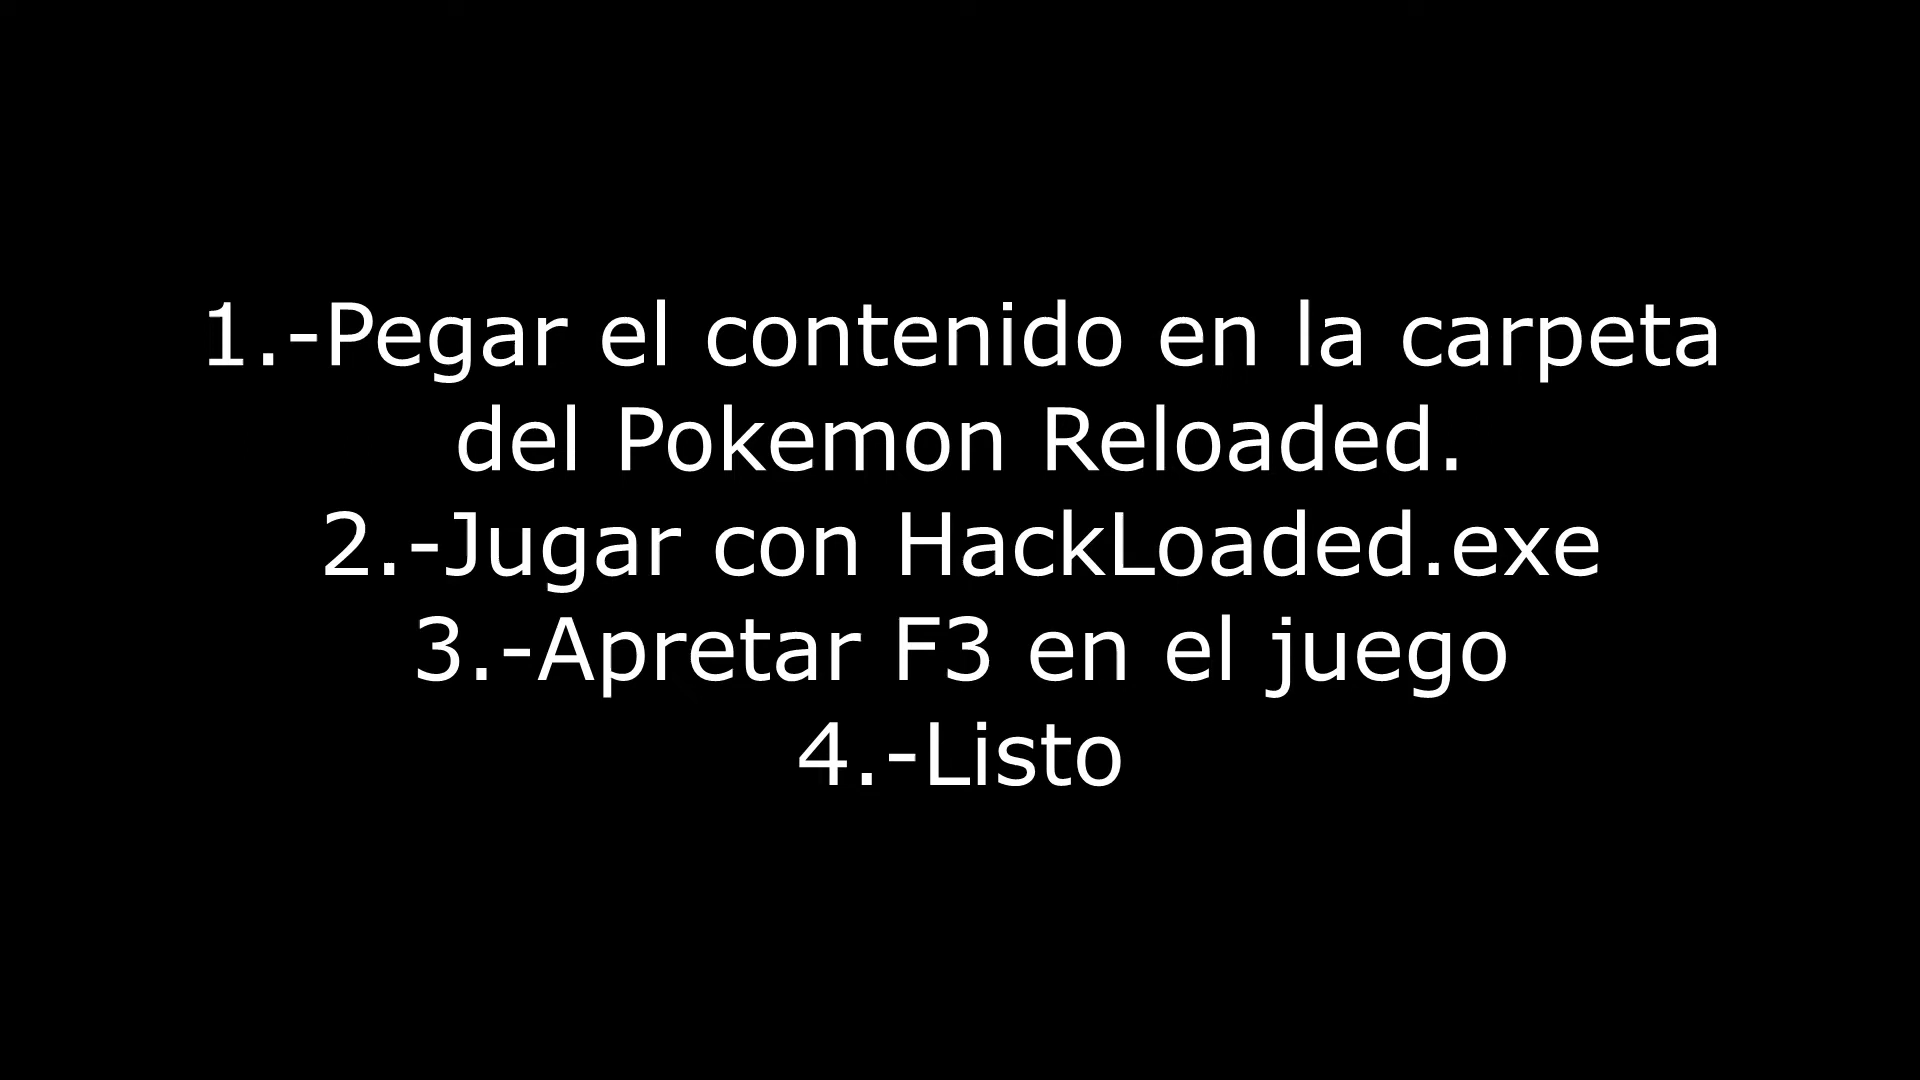 1.-Pegar el contenido en la carpeta
del Pokemon Reloaded.
2.-Jugar con HackLoaded.exe
3.-Apretar F3 en el juego
4.-Listo